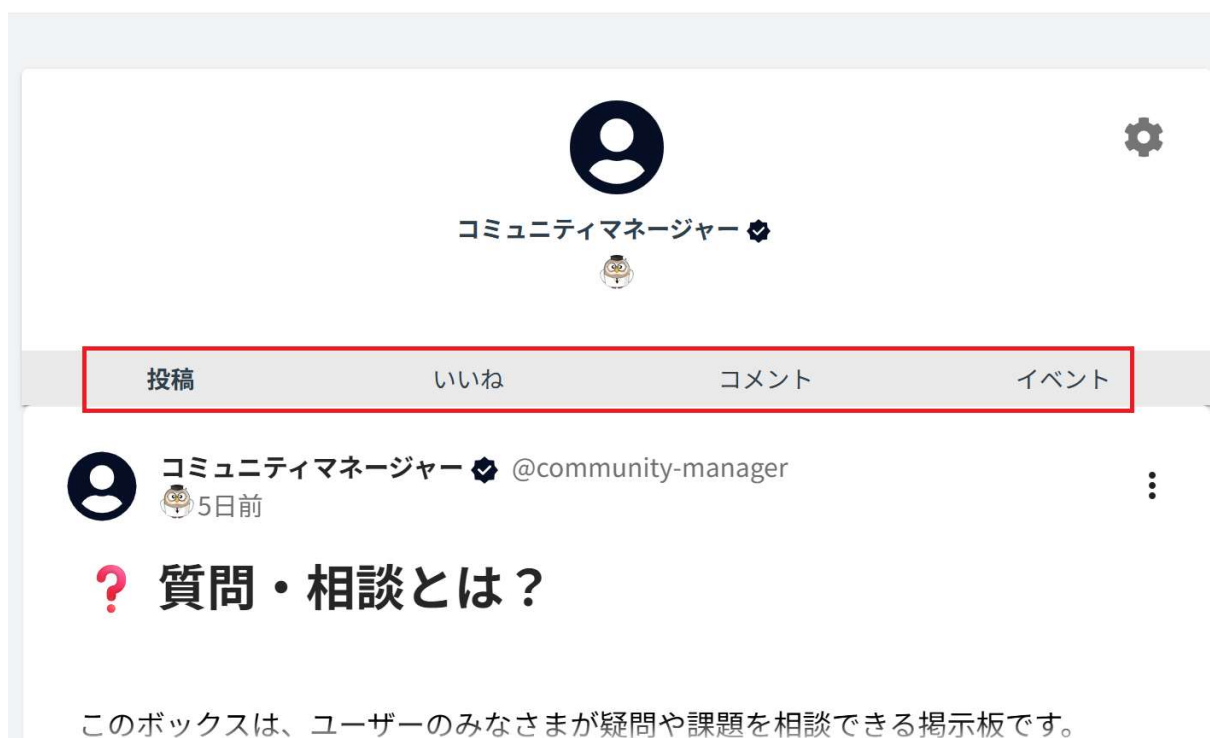 コミュニティマネージャー
投稿 いいね コメント イベント
コミュニティマネージャー @community-manager
5日前
❓ 質問・相談とは？
このボックスは、ユーザーのみなさまが疑問や課題を相談できる掲示板です。